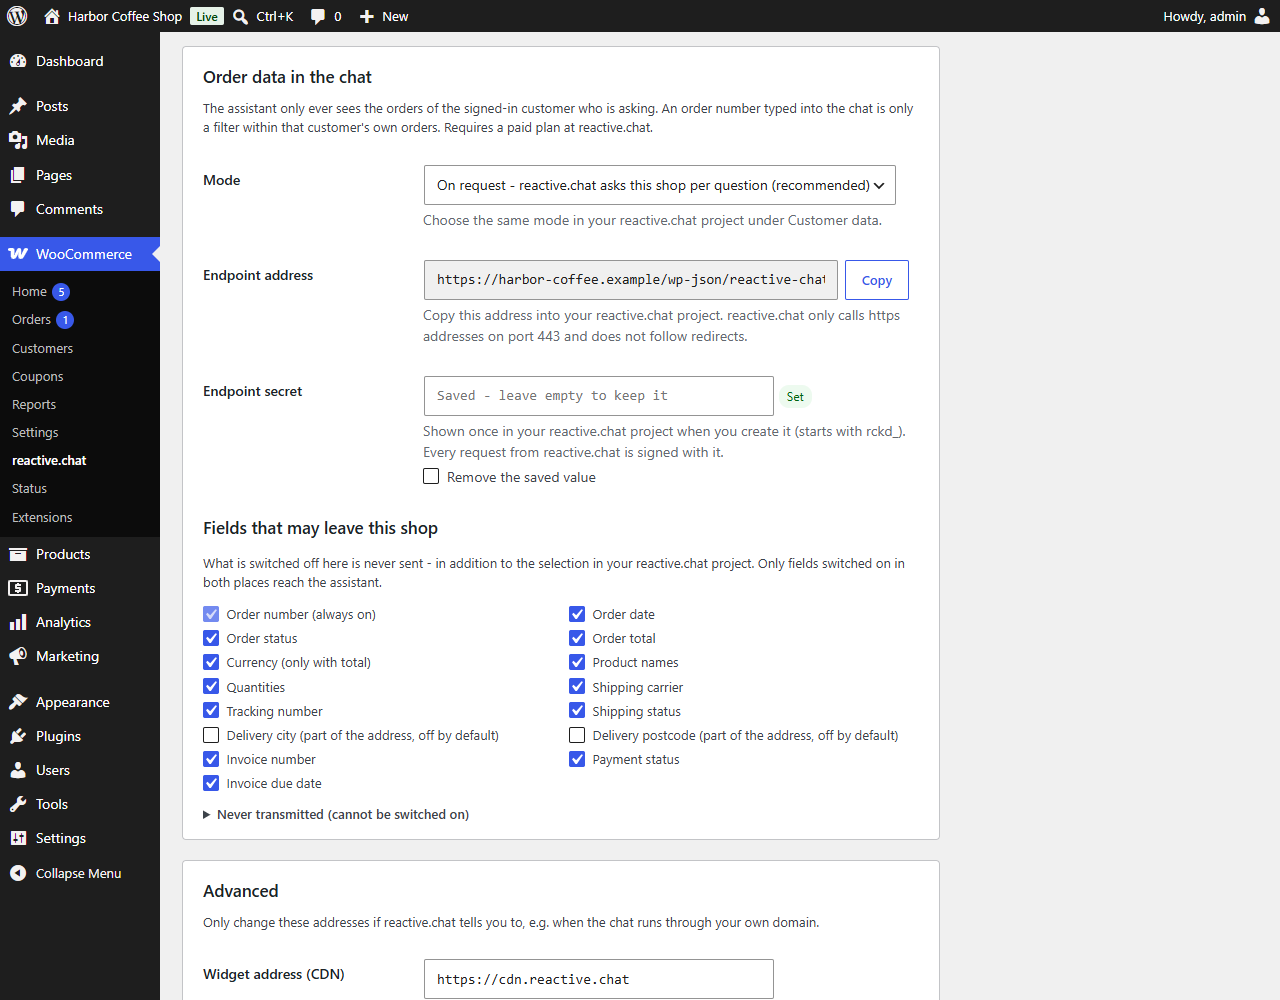 Harbor Coffee Shop Live Ctrl+K 0 New Howdy, admin
Dashboard
Posts
Media
Pages
Comments
WooCommerce
Home 5
Orders 1
Customers
Coupons
Reports
Settings
reactive.chat
Status
Extensions
Products
Payments
Analytics
Marketing
Appearance
Plugins
Users
Tools
Settings
Collapse Menu
Order data in the chat
The assistant only ever sees the orders of the signed-in customer who is asking. An order number typed into the chat is only
a filter within that customer's own orders. Requires a paid plan at reactive.chat.
Mode
On request - reactive.chat asks this shop per question (recommended)
Choose the same mode in your reactive.chat project under Customer data.
Endpoint address
https://harbor-coffee.example/wp-json/reactive-chat
Copy
Copy this address into your reactive.chat project. reactive.chat only calls https
addresses on port 443 and does not follow redirects.
Endpoint secret
Saved - leave empty to keep it
Set
Shown once in your reactive.chat project when you create it (starts with rckd_).
Every request from reactive.chat is signed with it.
Remove the saved value
Fields that may leave this shop
What is switched off here is never sent - in addition to the selection in your reactive.chat project. Only fields switched on in
both places reach the assistant.
Order number (always on) Order date
Order status Order total
Currency (only with total) Product names
Quantities Shipping carrier
Tracking number Shipping status
Delivery city (part of the address, off by default) Delivery postcode (part of the address, off by default)
Invoice number Payment status
Invoice due date
Never transmitted (cannot be switched on)
Advanced
Only change these addresses if reactive.chat tells you to, e.g. when the chat runs through your own domain.
Widget address (CDN)
https://cdn.reactive.chat